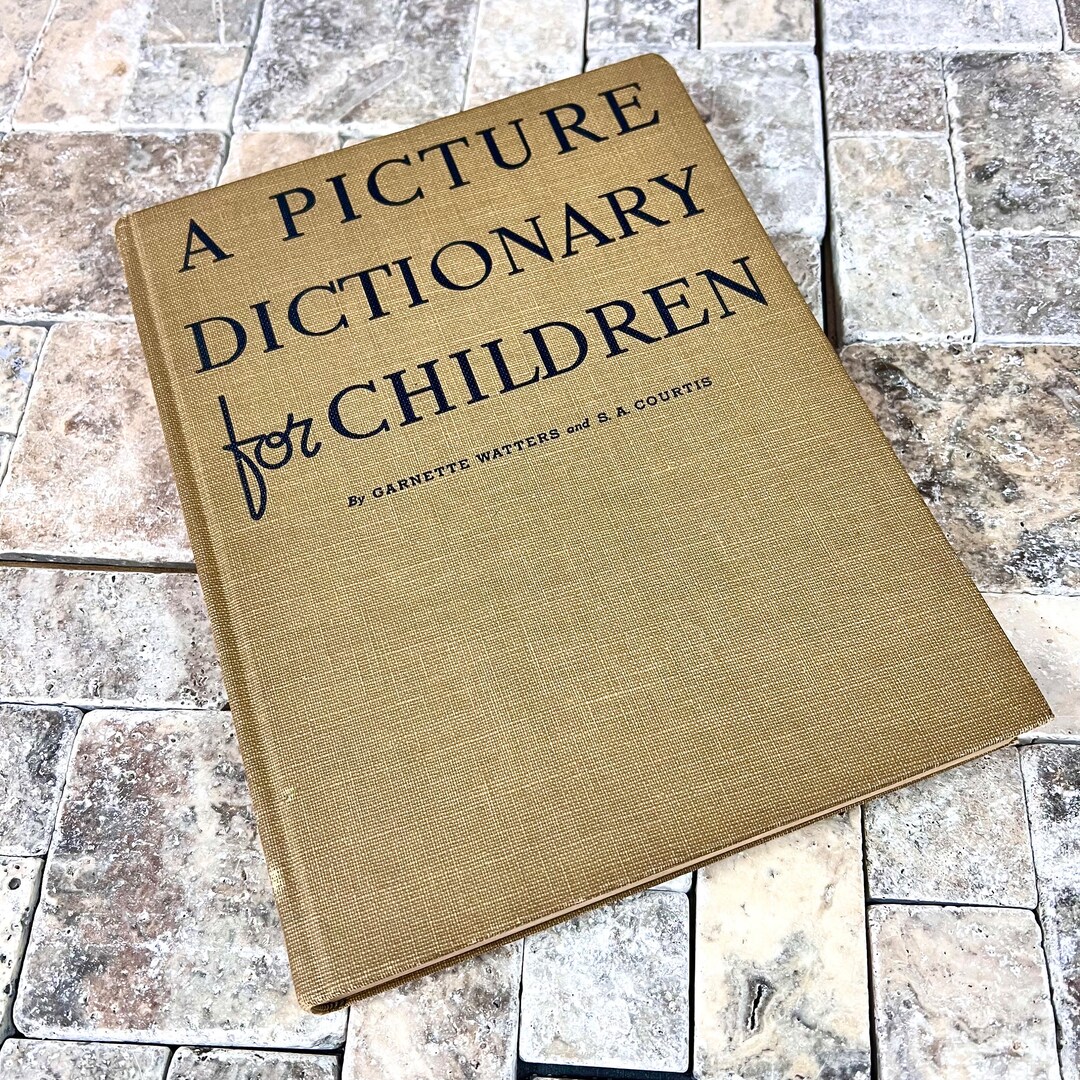 A PICTURE
DICTIONARY
for CHILDREN
By GARNETTE WATTERS and S. A. COURTIS